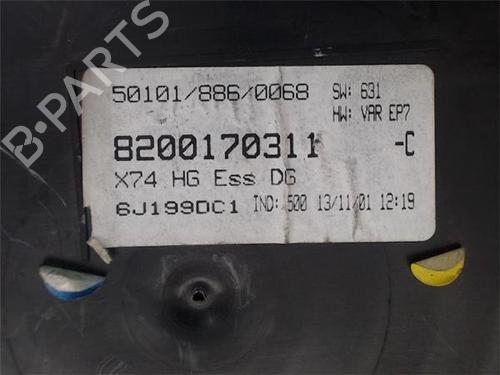 50101/886/0068 SW: 631
HW: VAR EP7
8200170311 -C
X74 HG Ess DG
6J199DC1 IND: 500 13/11/01 12:19
B-PARTS